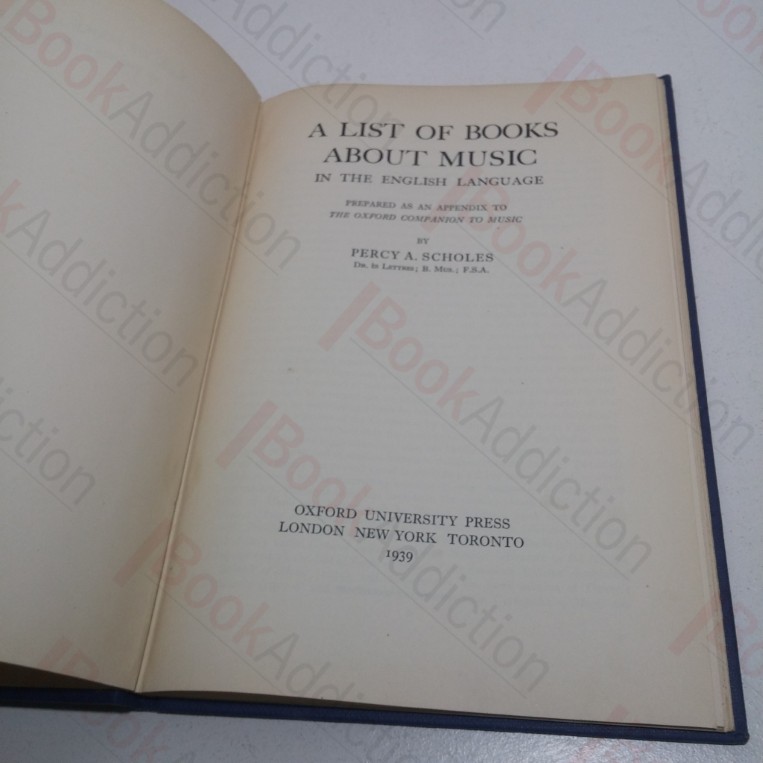 A LIST OF BOOKS
ABOUT MUSIC
IN THE ENGLISH LANGUAGE
PREPARED AS AN APPENDIX TO
THE OXFORD COMPANION TO MUSIC
BY
PERCY A. SCHOLES
DR. ÈS LETTRES; B. MUS.; F.S.A.
OXFORD UNIVERSITY PRESS
LONDON NEW YORK TORONTO
1939
BookAddiction